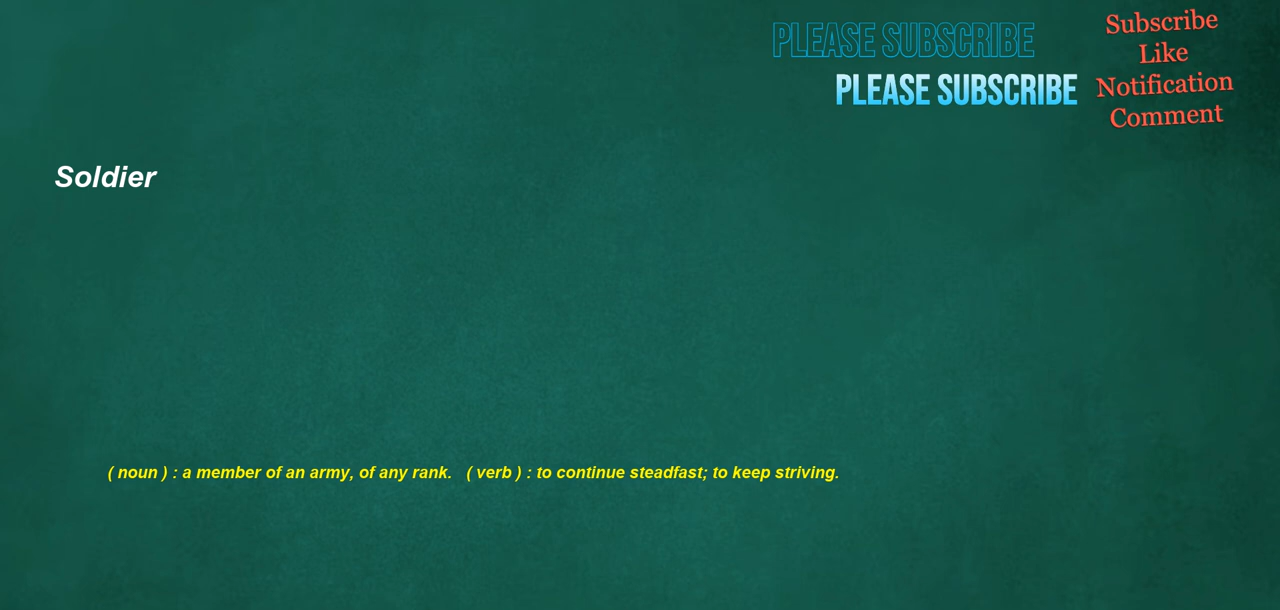 PLEASE SUBSCRIBE
PLEASE SUBSCRIBE
Subscribe
Like
Notification
Comment
Soldier
( noun ) : a member of an army, of any rank.   ( verb ) : to continue steadfast; to keep striving.